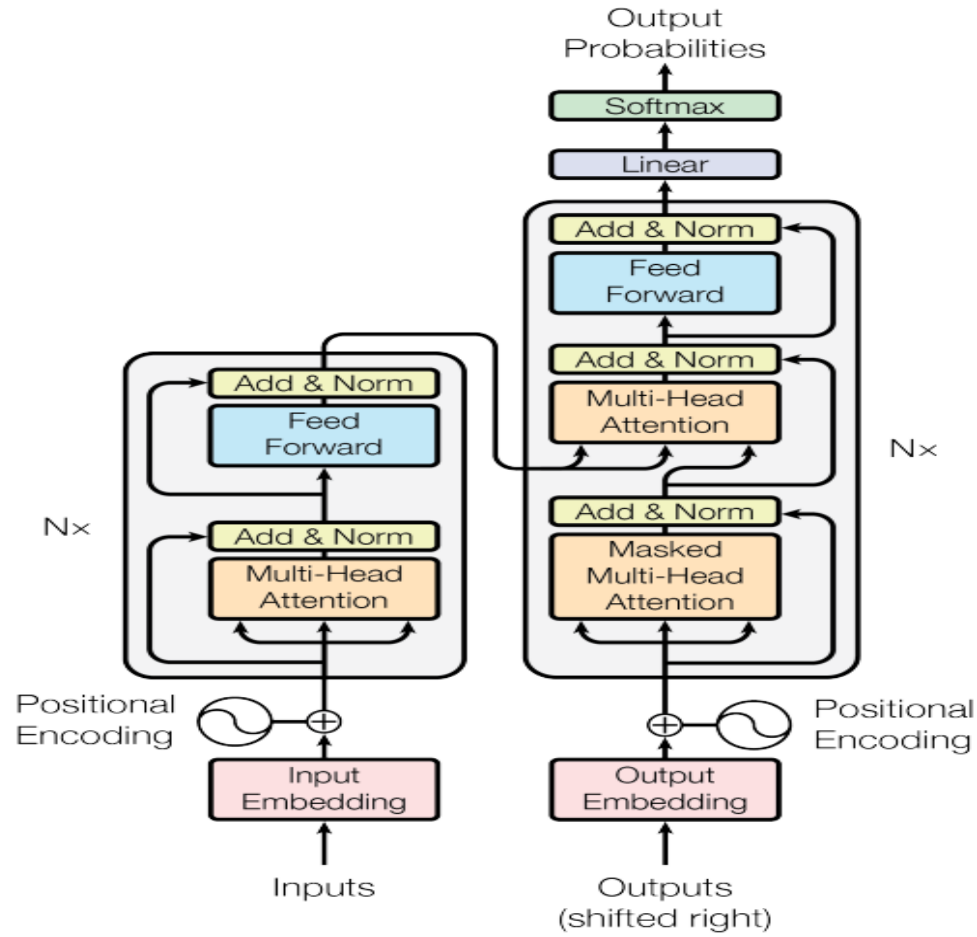 Output
Probabilities
Softmax
Linear
Add & Norm
Feed
Forward
Add & Norm
Multi-Head
Attention
Nx
Add & Norm
Masked
Multi-Head
Attention
Add & Norm
Feed
Forward
Nx
Add & Norm
Multi-Head
Attention
Positional
Encoding
Positional
Encoding
Input
Embedding
Output
Embedding
Inputs
Outputs
(shifted right)